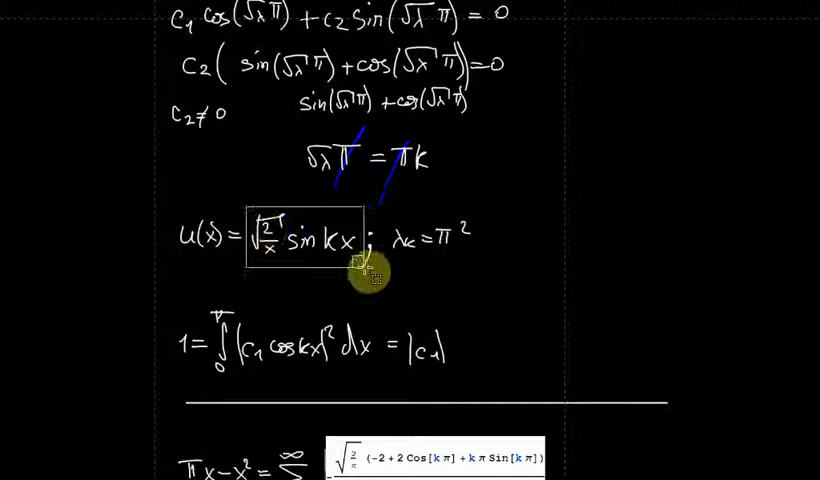 C₁ cos(√λ π) + C₂ sin(√λ π) = 0
C₂( sin(√λ π) + cos(√λ π)) = 0
C₂ ≠ 0 sin(√λ π) + cos(√λ π)
√λ π = πk
u(x) = √(2/x) sin kx ; λₖ = π²
1 = ∫₀^π |C₁ cos kx|² dx = |C₁|
πx - x² = ∑^∞ √(2/π) (-2 + 2 Cos[k π] + k π Sin[k π])